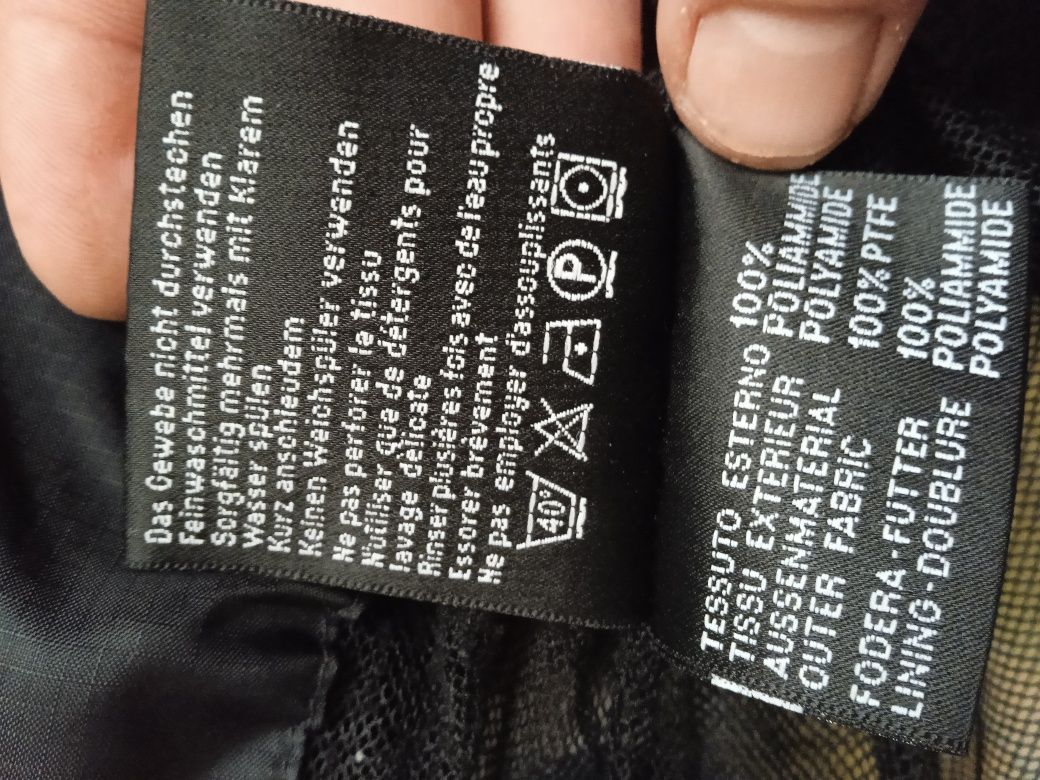 Das Gewebe nicht durchstechen
Feinwaschmittel verwenden
Sorgfältig mehrmals mit klarem
Wasser spülen
Kurz anschleudem
Keinen Weichspüler verwanden
Ne pas perforer le tissu
N'utiliser que de détergents pour
lavage délicate
Rinser plusières fois avec de l'eau propre
Essorer brèvement
Ne pas employer d'assouplissants
40°
P
TESSUTO ESTERNO 100%
TISSU EXTERIEUR POLIAMMIDE
AUSSENMATERIAL POLYAMIDE
OUTER FABRIC 100% PTFE
FODERA-FUTTER 100%
LINING-DOUBLURE POLIAMMIDE
POLYAMIDE